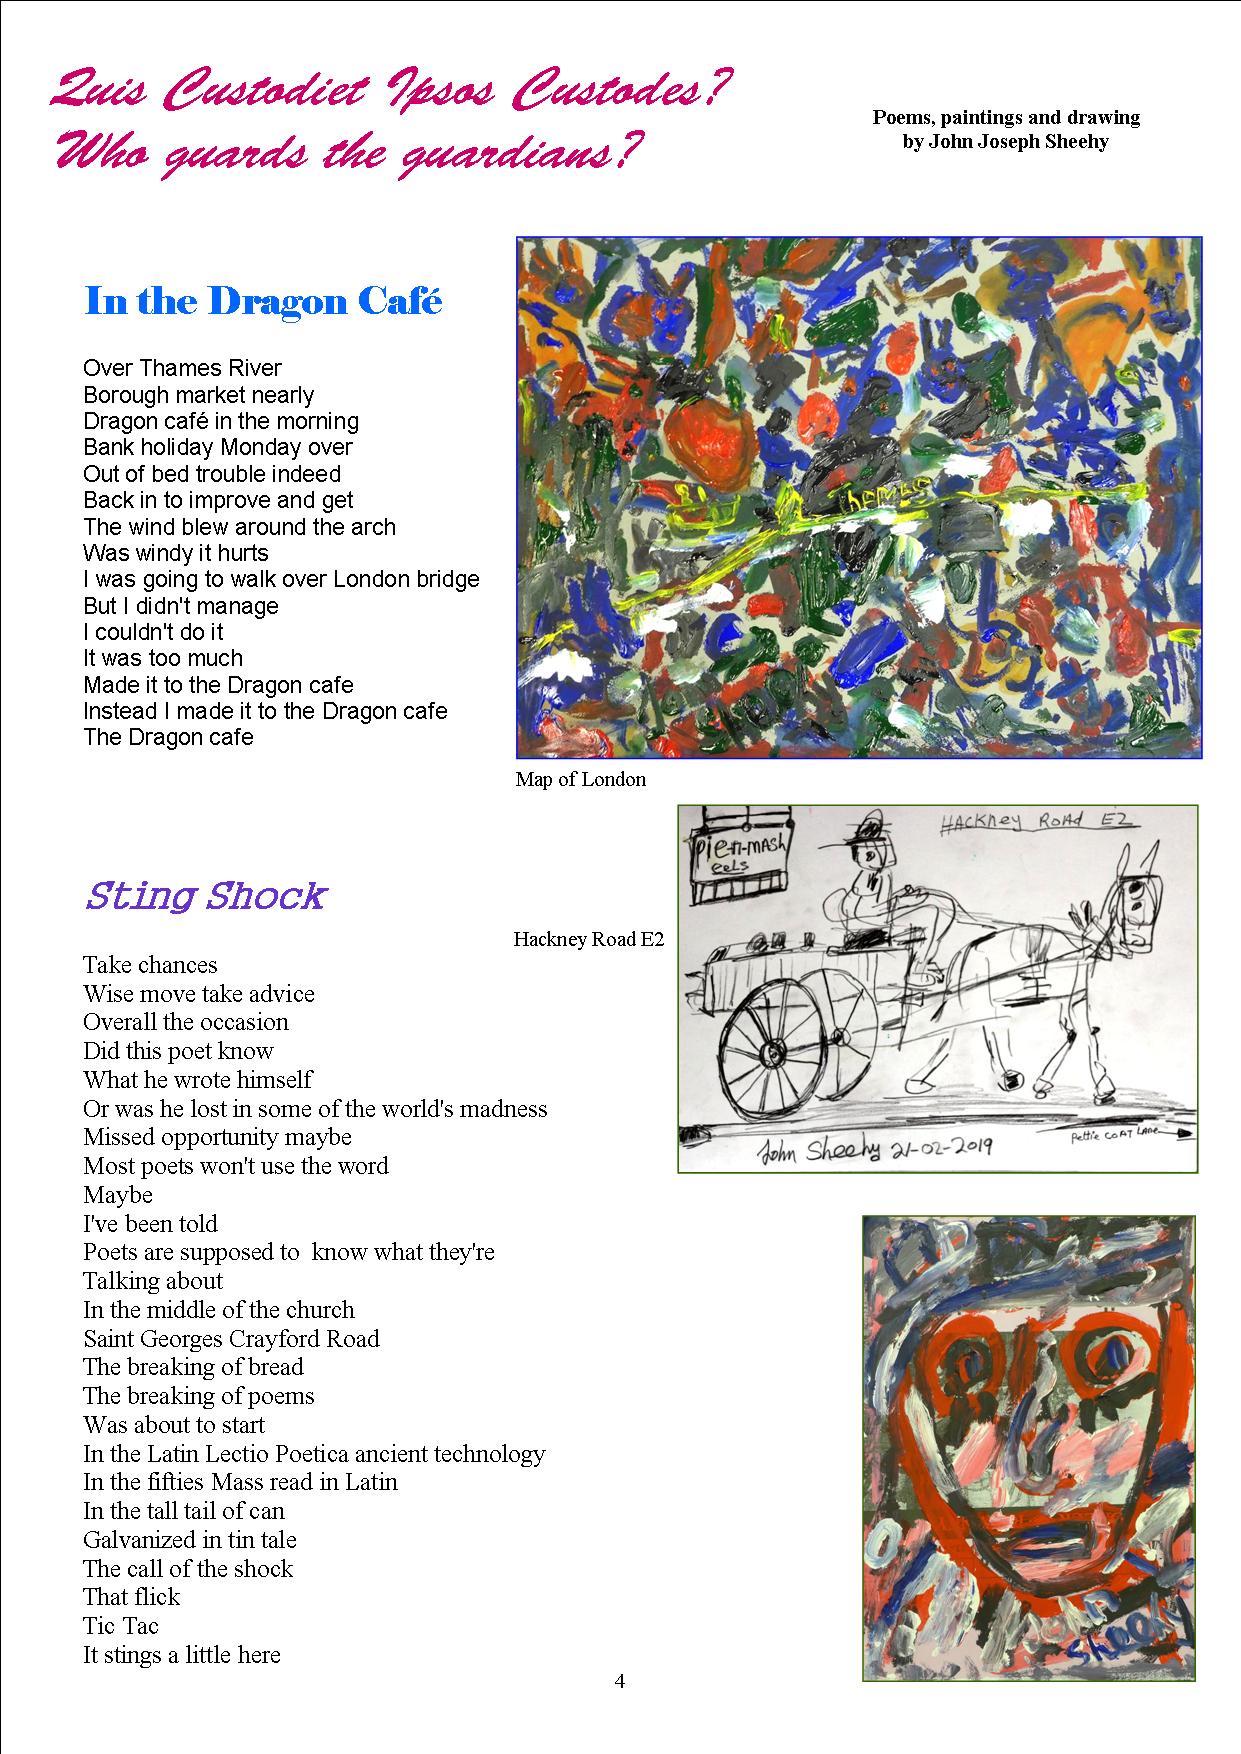 Quis Custodiet Ipsos Custodes?
Who guards the guardians?
Poems, paintings and drawing
by John Joseph Sheehy
In the Dragon Café
Over Thames River
Borough market nearly
Dragon café in the morning
Bank holiday Monday over
Out of bed trouble indeed
Back in to improve and get
The wind blew around the arch
Was windy it hurts
I was going to walk over London bridge
But I didn't manage
I couldn't do it
It was too much
Made it to the Dragon cafe
Instead I made it to the Dragon cafe
The Dragon cafe
Thames
Map of London
HACKNEY ROAD E2
PiE-n-MASH
eeLs
John Sheehy 21-02-2019
Pettie COAT LANE
Hackney Road E2
Sting Shock
Take chances
Wise move take advice
Overall the occasion
Did this poet know
What he wrote himself
Or was he lost in some of the world's madness
Missed opportunity maybe
Most poets won't use the word
Maybe
I've been told
Poets are supposed to  know what they're
Talking about
In the middle of the church
Saint Georges Crayford Road
The breaking of bread
The breaking of poems
Was about to start
In the Latin Lectio Poetica ancient technology
In the fifties Mass read in Latin
In the tall tail of can
Galvanized in tin tale
The call of the shock
That flick
Tic Tac
It stings a little here
Sheehy
4